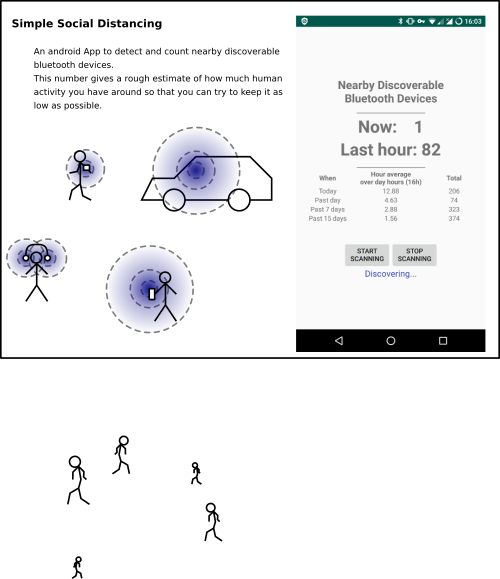 Simple Social Distancing
An android App to detect and count nearby discoverable
bluetooth devices.
This number gives a rough estimate of how much human
activity you have around so that you can try to keep it as
low as possible.
16:03
Nearby Discoverable
Bluetooth Devices
Now: 1
Last hour: 82
When Hour average Total
over day hours (16h)
Today 12.88 206
Past day 4.63 74
Past 7 days 2.88 323
Past 15 days 1.56 374
START SCANNING
STOP SCANNING
Discovering...